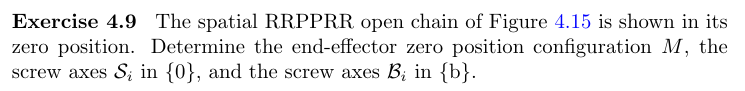 Exercise 4.9 The spatial RRPPRR open chain of Figure 4.15 is shown in its
zero position. Determine the end-effector zero position configuration M, the
screw axes 𝒮ᵢ in {0}, and the screw axes ℬᵢ in {b}.